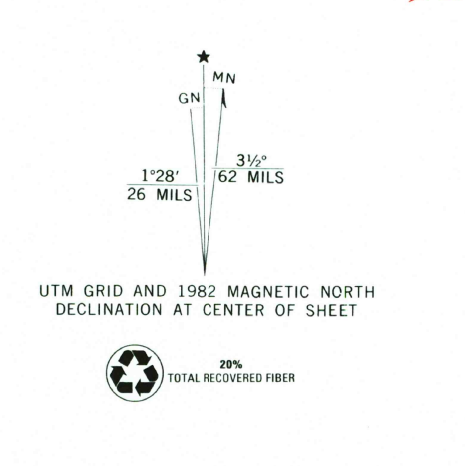 ★
MN
GN
3½°
62 MILS
1°28'
26 MILS
UTM GRID AND 1982 MAGNETIC NORTH
DECLINATION AT CENTER OF SHEET
20%
TOTAL RECOVERED FIBER